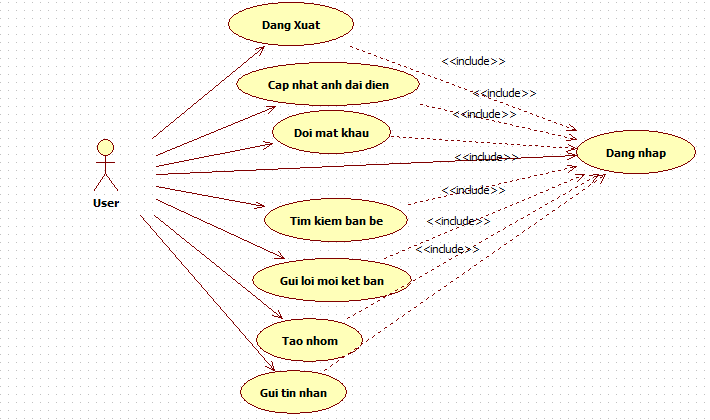 Dang Xuat
<<include>>
Cap nhat anh dai dien
<<include>>
<<include>>
Doi mat khau
Dang nhap
<<include>>
User
<<include>>
Tim kiem ban be
<<include>>
<<include>>
Gui loi moi ket ban
Tao nhom
Gui tin nhan